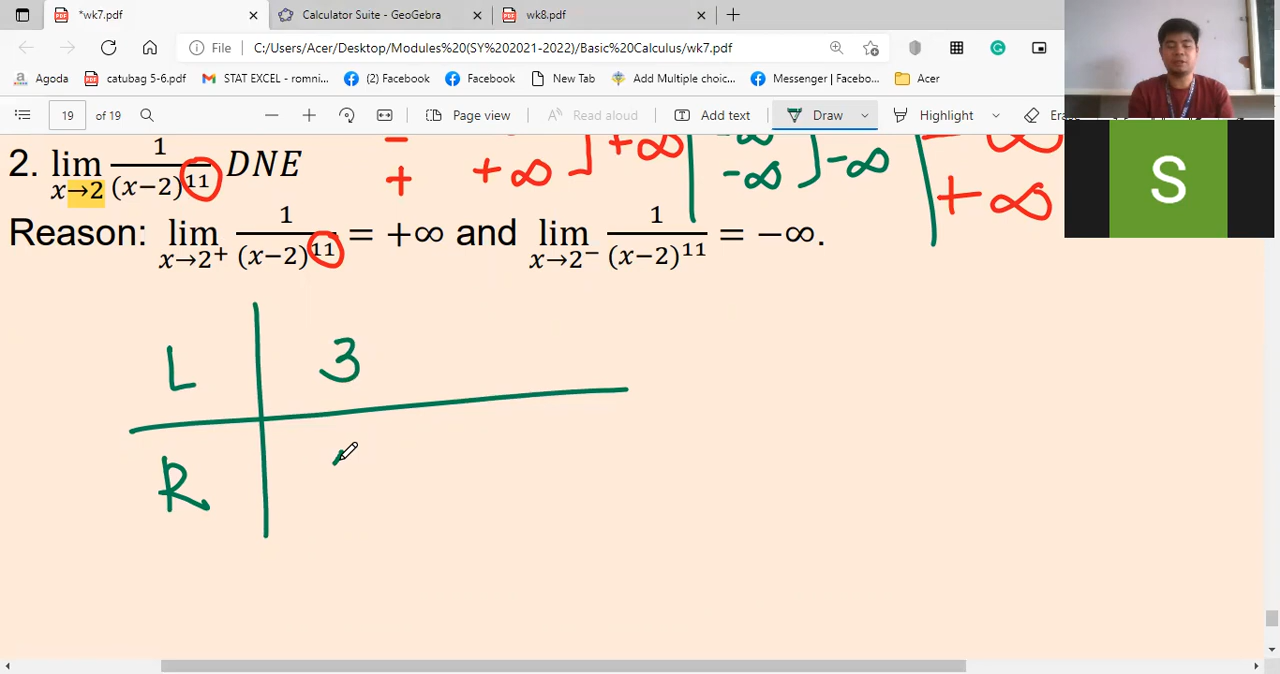 *wk7.pdf
Calculator Suite - GeoGebra
wk8.pdf
File
C:/Users/Acer/Desktop/Modules%20(SY%202021-2022)/Basic%20Calculus/wk7.pdf
Agoda
catubag 5-6.pdf
STAT EXCEL - romni...
(2) Facebook
Facebook
New Tab
Add Multiple choic...
Messenger | Facebo...
Acer
19 of 19
Page view
Read aloud
Add text
Draw
Highlight
2. lim x→2 1/(x−2)^11 DNE
− +∞ +∞ −∞ −∞ −∞
+ +∞ −∞ +∞
Reason: lim x→2+ 1/(x−2)^11 = +∞ and lim x→2− 1/(x−2)^11 = −∞.
L 3
R
S